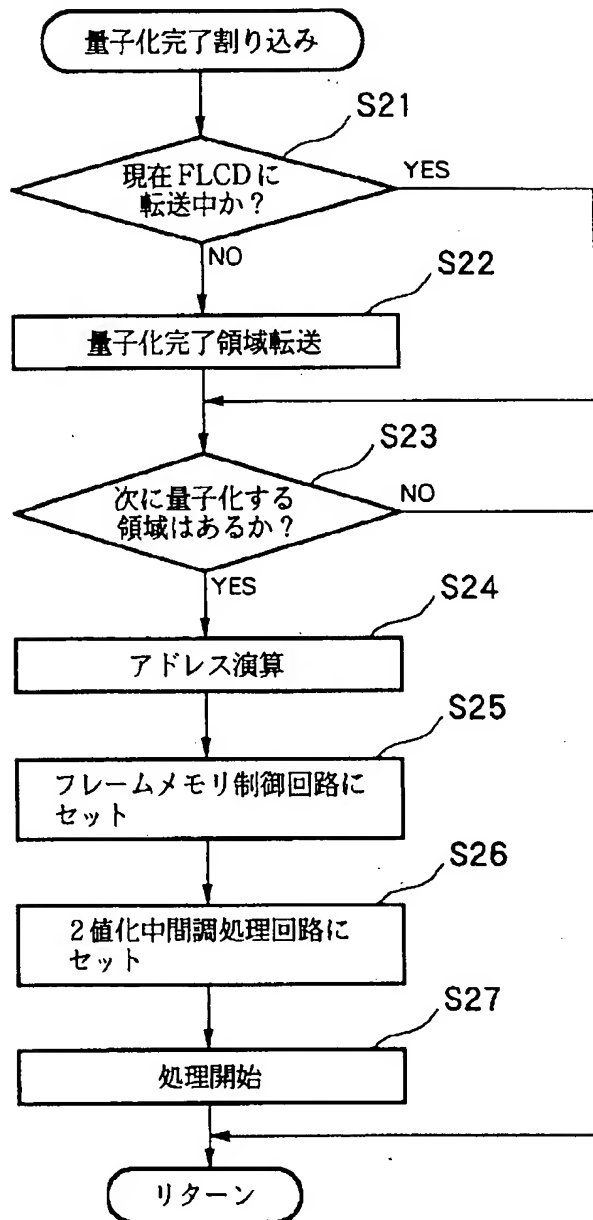 量子化完了割り込み
S21
現在FLCDに
転送中か?
YES
NO
S22
量子化完了領域転送
S23
次に量子化する
領域はあるか?
NO
YES
S24
アドレス演算
S25
フレームメモリ制御回路に
セット
S26
2値化中間調処理回路に
セット
S27
処理開始
リターン